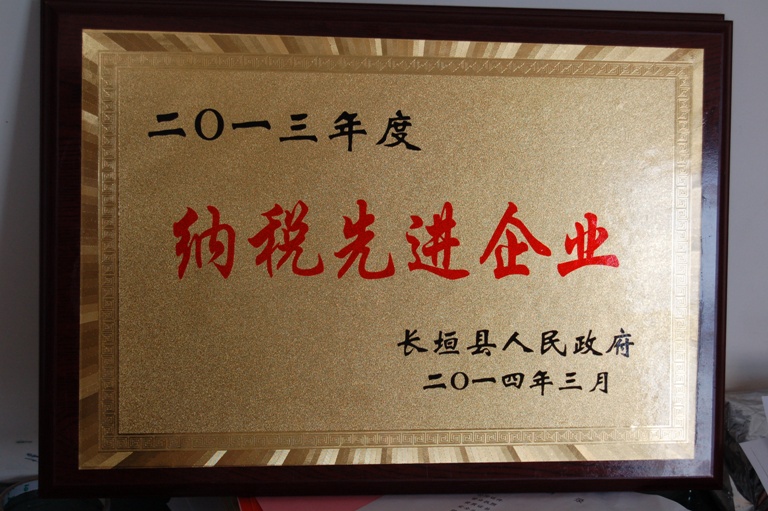 二〇一三年度
纳税先进企业
长垣县人民政府
二〇一四年三月